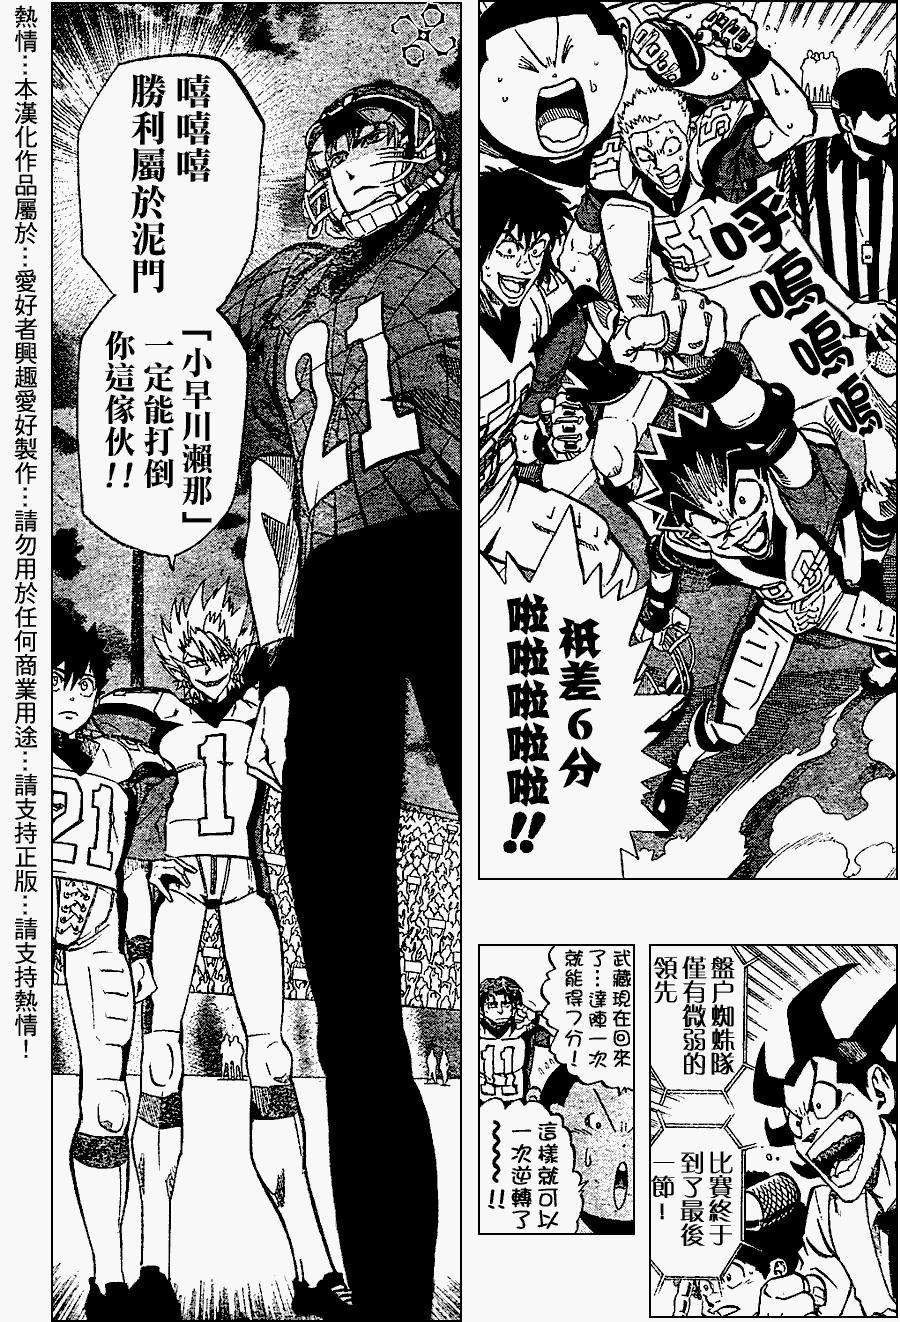 呼嗚嗚嗚
祇差6分
啦啦啦啦啦!!
盤户蜘蛛隊
僅有微弱的
領先
比賽終于
到了最後
一節!
武藏現在回來
了…達陣一次
就能得7分!
這樣就可以
一次逆轉了
~~~!!
嘻嘻嘻
勝利屬於泥門
「小早川瀨那」
一定能打倒
你這傢伙!!
21
1
21
11
51
熱情…本漢化作品屬於…愛好者興趣愛好製作…請勿用於任何商業用途…請支持正版…請支持熱情!